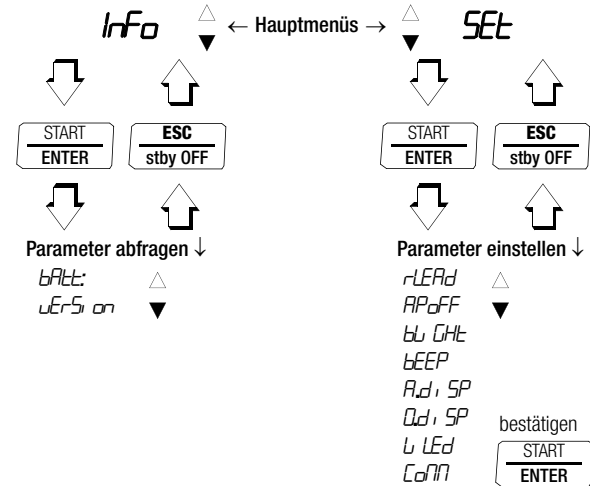 InFo △ ▼ ← Hauptmenüs → △ ▼ SEt
START
ENTER
ESC
stby OFF
START
ENTER
ESC
stby OFF
Parameter abfragen ↓
bAtt: △
vErSion ▼
Parameter einstellen ↓
rLEAd △
APoFF ▼
bLiGHt
bEEP
A.diSP
0.diSP
LiLEd
CoMM
bestätigen
START
ENTER